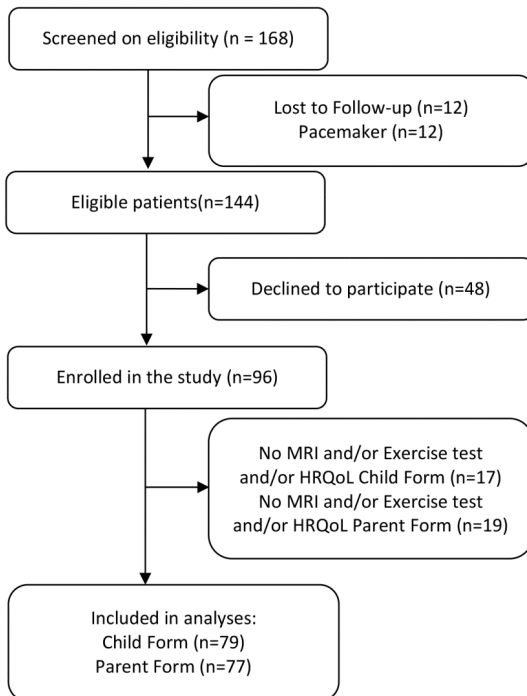 Screened on eligibility (n = 168)
Lost to Follow-up (n=12)
Pacemaker (n=12)
Eligible patients(n=144)
Declined to participate (n=48)
Enrolled in the study (n=96)
No MRI and/or Exercise test
and/or HRQoL Child Form (n=17)
No MRI and/or Exercise test
and/or HRQoL Parent Form (n=19)
Included in analyses:
Child Form (n=79)
Parent Form (n=77)